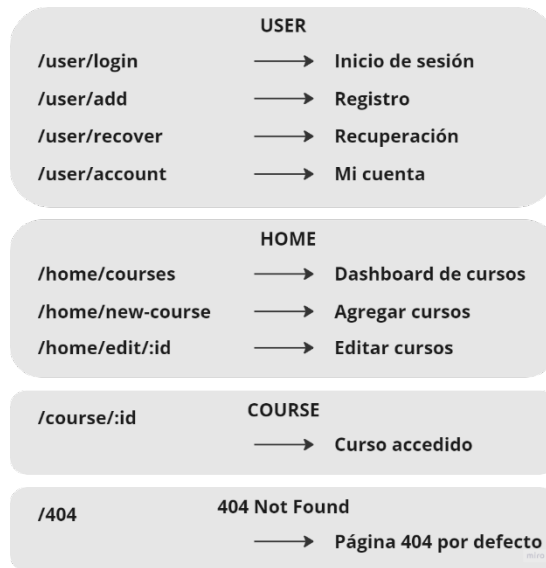 USER
/user/login Inicio de sesión
/user/add Registro
/user/recover Recuperación
/user/account Mi cuenta
HOME
/home/courses Dashboard de cursos
/home/new-course Agregar cursos
/home/edit/:id Editar cursos
COURSE
/course/:id
Curso accedido
404 Not Found
/404
Página 404 por defecto
miro